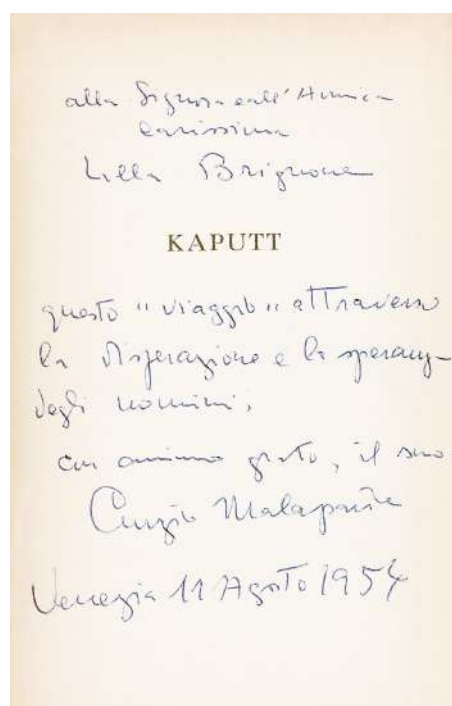 alla Signora e all'Amica
carissima
Lilla Brignone
KAPUTT
questo "viaggio" attraverso
la disperazione e la speranza
degli uomini,
con animo grato, il suo
Curzio Malaparte
Venezia 11 Agosto 1954